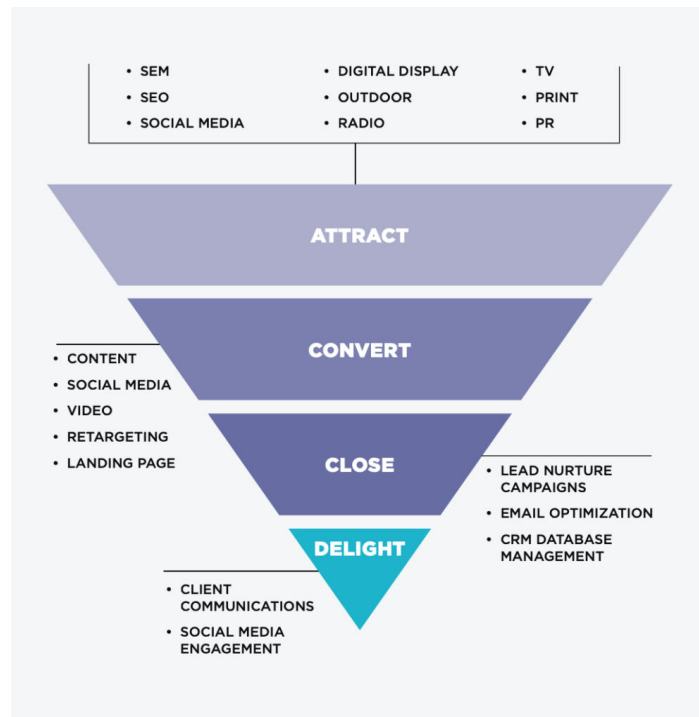 • SEM
• SEO
• SOCIAL MEDIA
• DIGITAL DISPLAY
• OUTDOOR
• RADIO
• TV
• PRINT
• PR
ATTRACT
CONVERT
• CONTENT
• SOCIAL MEDIA
• VIDEO
• RETARGETING
• LANDING PAGE
CLOSE
• LEAD NURTURE
CAMPAIGNS
• EMAIL OPTIMIZATION
• CRM DATABASE
MANAGEMENT
DELIGHT
• CLIENT
COMMUNICATIONS
• SOCIAL MEDIA
ENGAGEMENT